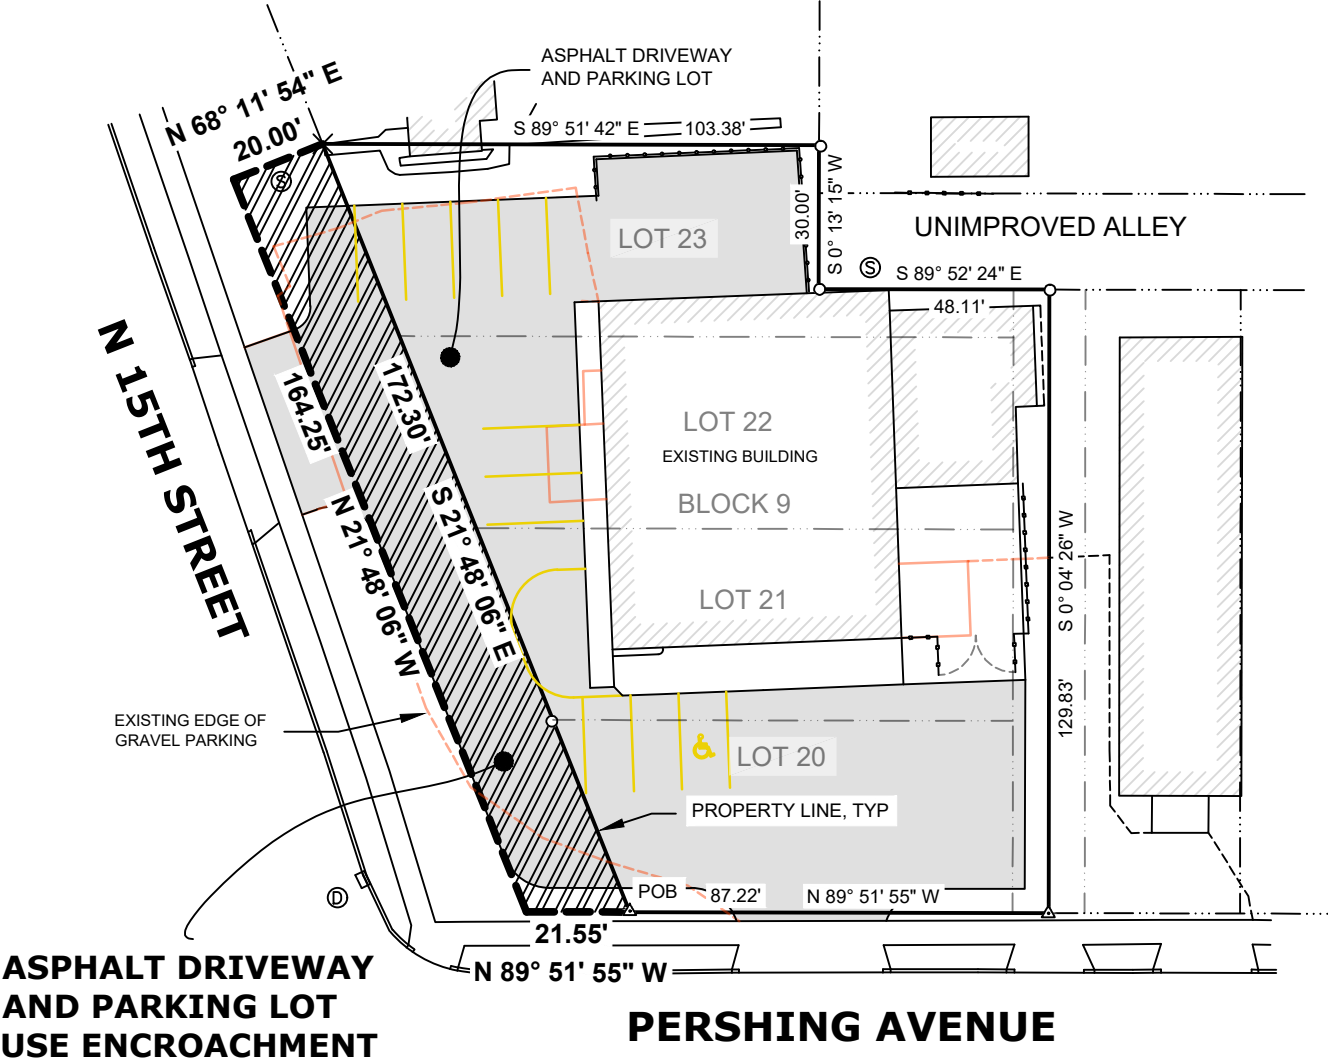 ASPHALT DRIVEWAY
AND PARKING LOT
N 68° 11' 54" E
20.00'
S 89° 51' 42" E
103.38'
S
30.00'
S 0° 13' 15" W
UNIMPROVED ALLEY
LOT 23
S
S 89° 52' 24" E
48.11'
N 15TH STREET
164.25'
172.30'
LOT 22
EXISTING BUILDING
BLOCK 9
N 21° 48' 06" W
S 21° 48' 06" E
LOT 21
S 0° 04' 26" W
129.83'
EXISTING EDGE OF
GRAVEL PARKING
LOT 20
PROPERTY LINE, TYP
D
POB
87.22'
N 89° 51' 55" W
21.55'
N 89° 51' 55" W
ASPHALT DRIVEWAY
AND PARKING LOT
USE ENCROACHMENT
PERSHING AVENUE